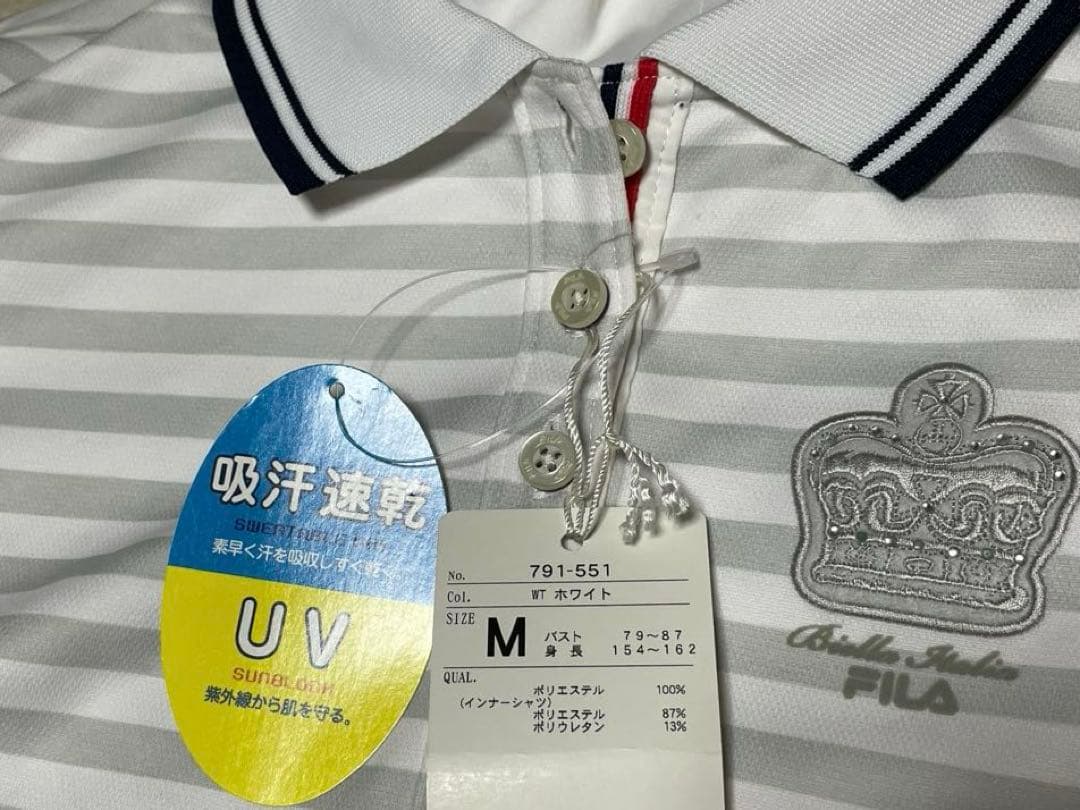 吸汗速乾
素早く汗を吸収しすぐ乾く。
UV
SUNBLOCK
紫外線から肌を守る。
No. 791-551
Col. WT ホワイト
SIZE
M
バスト 79〜87
身長 154〜162
QUAL.
ポリエステル 100%
(インナーシャツ)
ポリエステル 87%
ポリウレタン 13%
Biella Italia
FILA